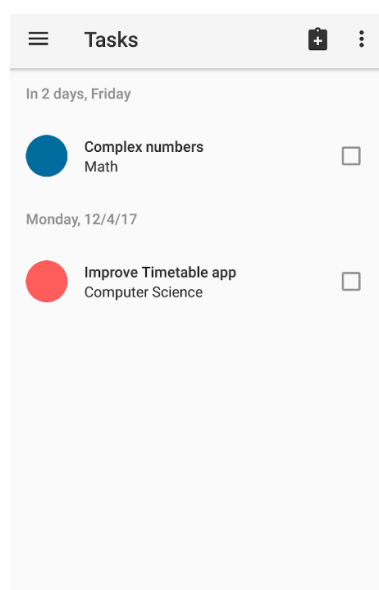 Tasks
In 2 days, Friday
Complex numbers
Math
Monday, 12/4/17
Improve Timetable app
Computer Science